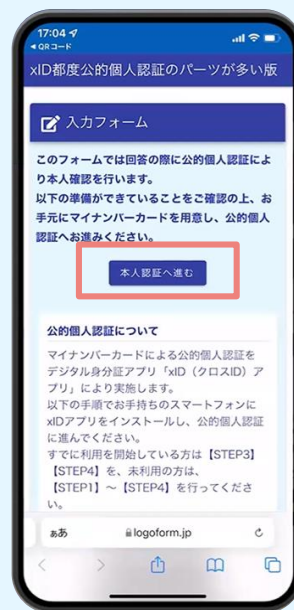 17:04
◀ QRコード
xID都度公的個人認証のパーツが多い版
入力フォーム
このフォームでは回答の際に公的個人認証によ
り本人確認を行います。
以下の準備ができていることをご確認の上、お
手元にマイナンバーカードを用意し、公的個人
認証へお進みください。
本人認証へ進む
公的個人認証について
マイナンバーカードによる公的個人認証を
デジタル身分証アプリ「xID（クロスID）ア
プリ」により実施します。
以下の手順でお手持ちのスマートフォンに
xIDアプリをインストールし、公的個人認証
に進んでください。
すでに利用を開始している方は【STEP3】
【STEP4】を、未利用の方は、
【STEP1】～【STEP4】を行ってくださ
い。
ぁあ
logoform.jp